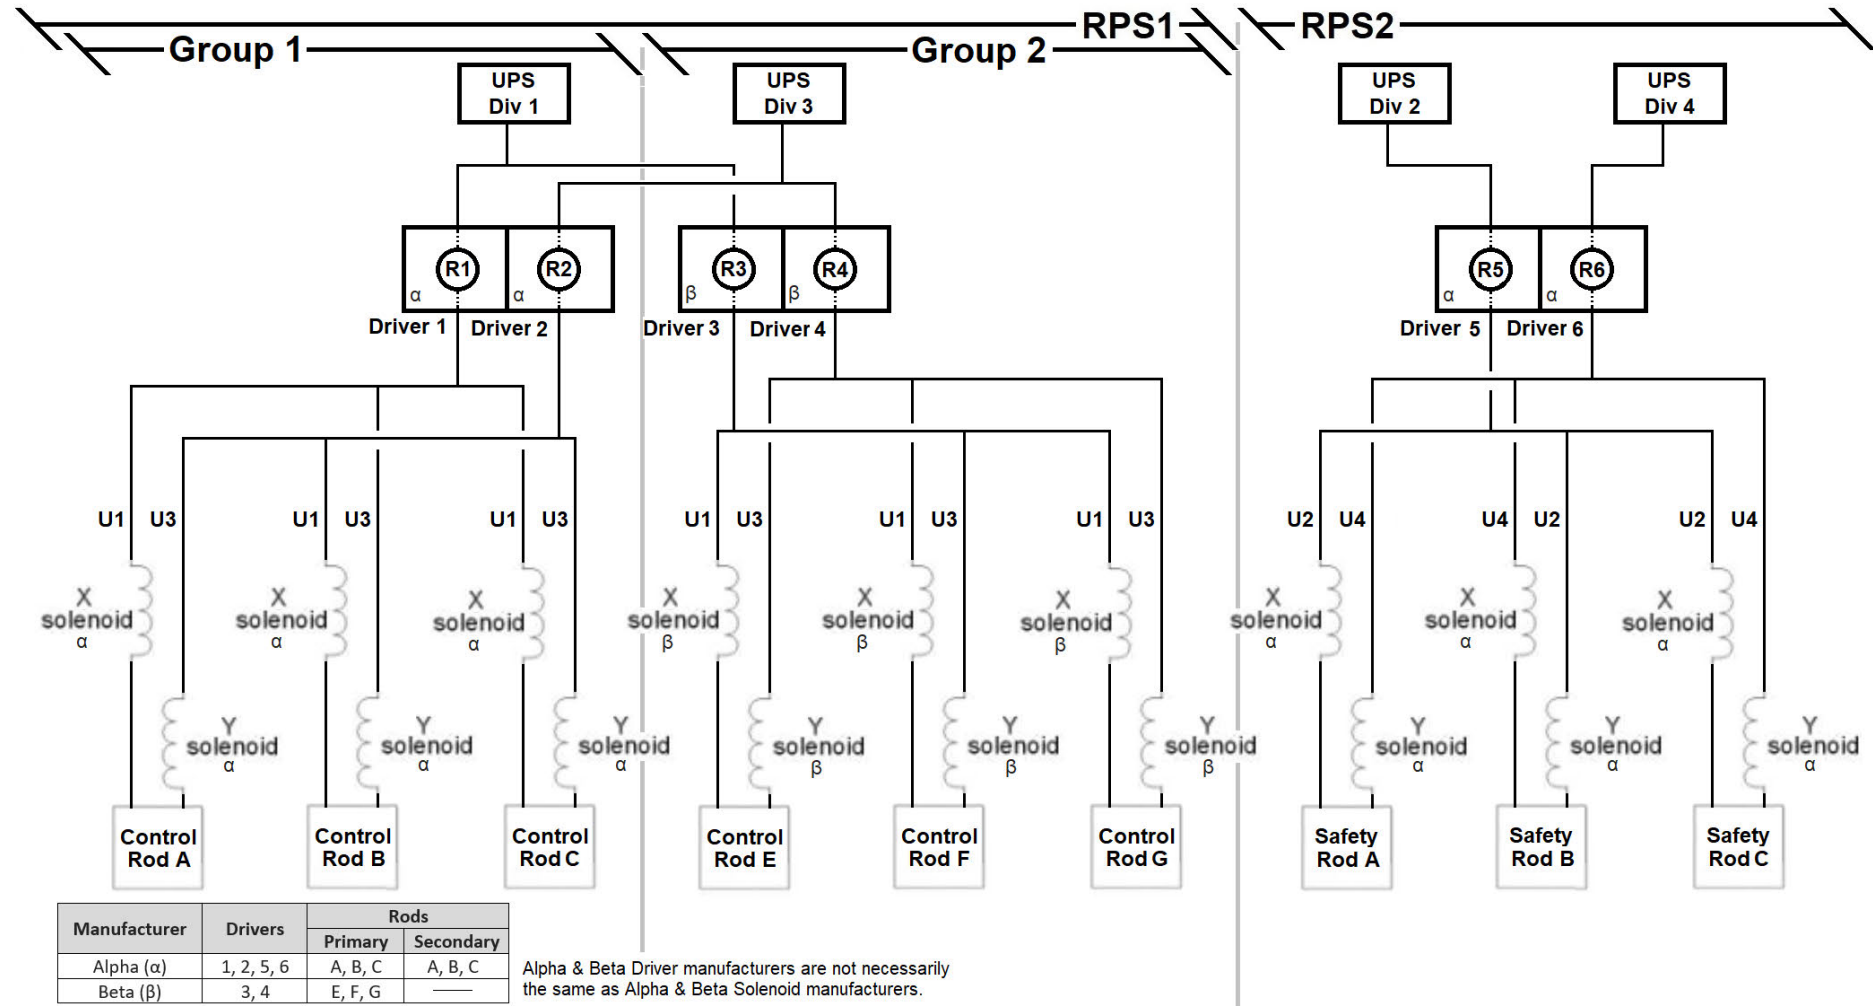 RPS1
RPS2
Group 1
Group 2
UPS
Div 1
UPS
Div 3
UPS
Div 2
UPS
Div 4
R1
R2
R3
R4
R5
R6
α
α
β
β
α
α
Driver 1
Driver 2
Driver 3
Driver 4
Driver 5
Driver 6
U1 U3
U1 U3
U1 U3
U1 U3
U1 U3
U1 U3
U2 U4
U4 U2
U2 U4
X
solenoid
α
X
solenoid
α
X
solenoid
α
X
solenoid
β
X
solenoid
β
X
solenoid
β
X
solenoid
α
X
solenoid
α
X
solenoid
α
Y
solenoid
α
Y
solenoid
α
Y
solenoid
α
Y
solenoid
β
Y
solenoid
β
Y
solenoid
β
Y
solenoid
α
Y
solenoid
α
Y
solenoid
α
Control
Rod A
Control
Rod B
Control
Rod C
Control
Rod E
Control
Rod F
Control
Rod G
Safety
Rod A
Safety
Rod B
Safety
Rod C
Manufacturer Drivers Rods
Primary Secondary
Alpha (α) 1, 2, 5, 6 A, B, C A, B, C
Beta (β) 3, 4 E, F, G ——
Alpha & Beta Driver manufacturers are not necessarily
the same as Alpha & Beta Solenoid manufacturers.